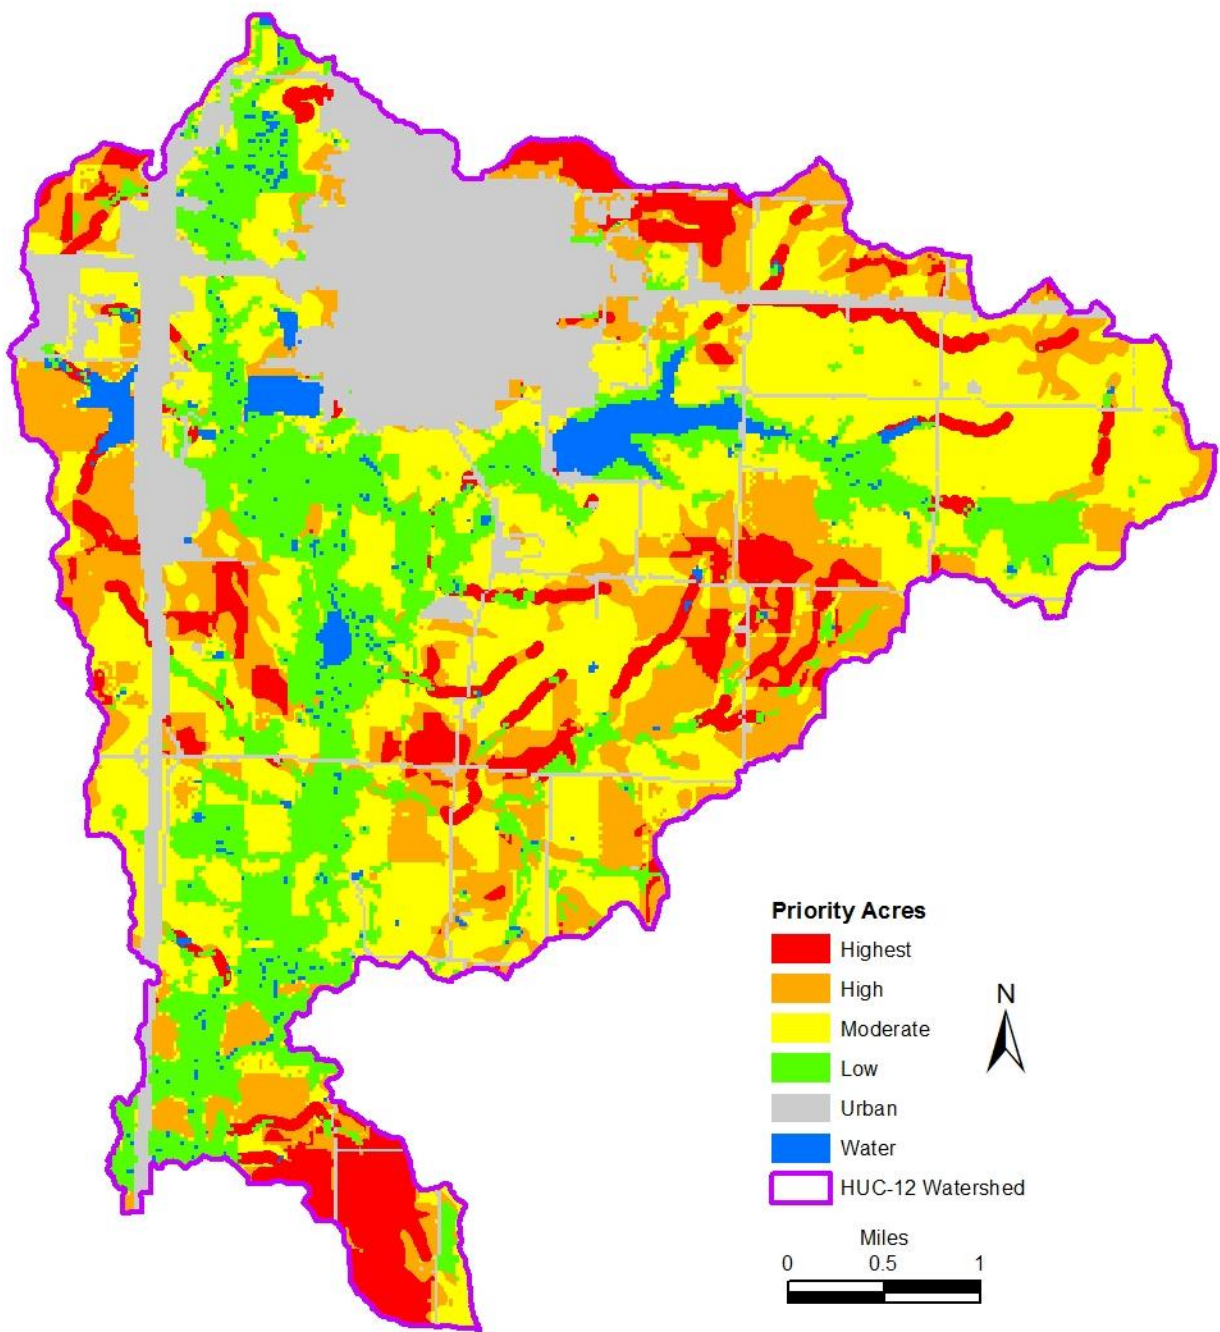 Priority Acres
Highest
High
Moderate
Low
Urban
Water
HUC-12 Watershed
N
Miles
0 0.5 1